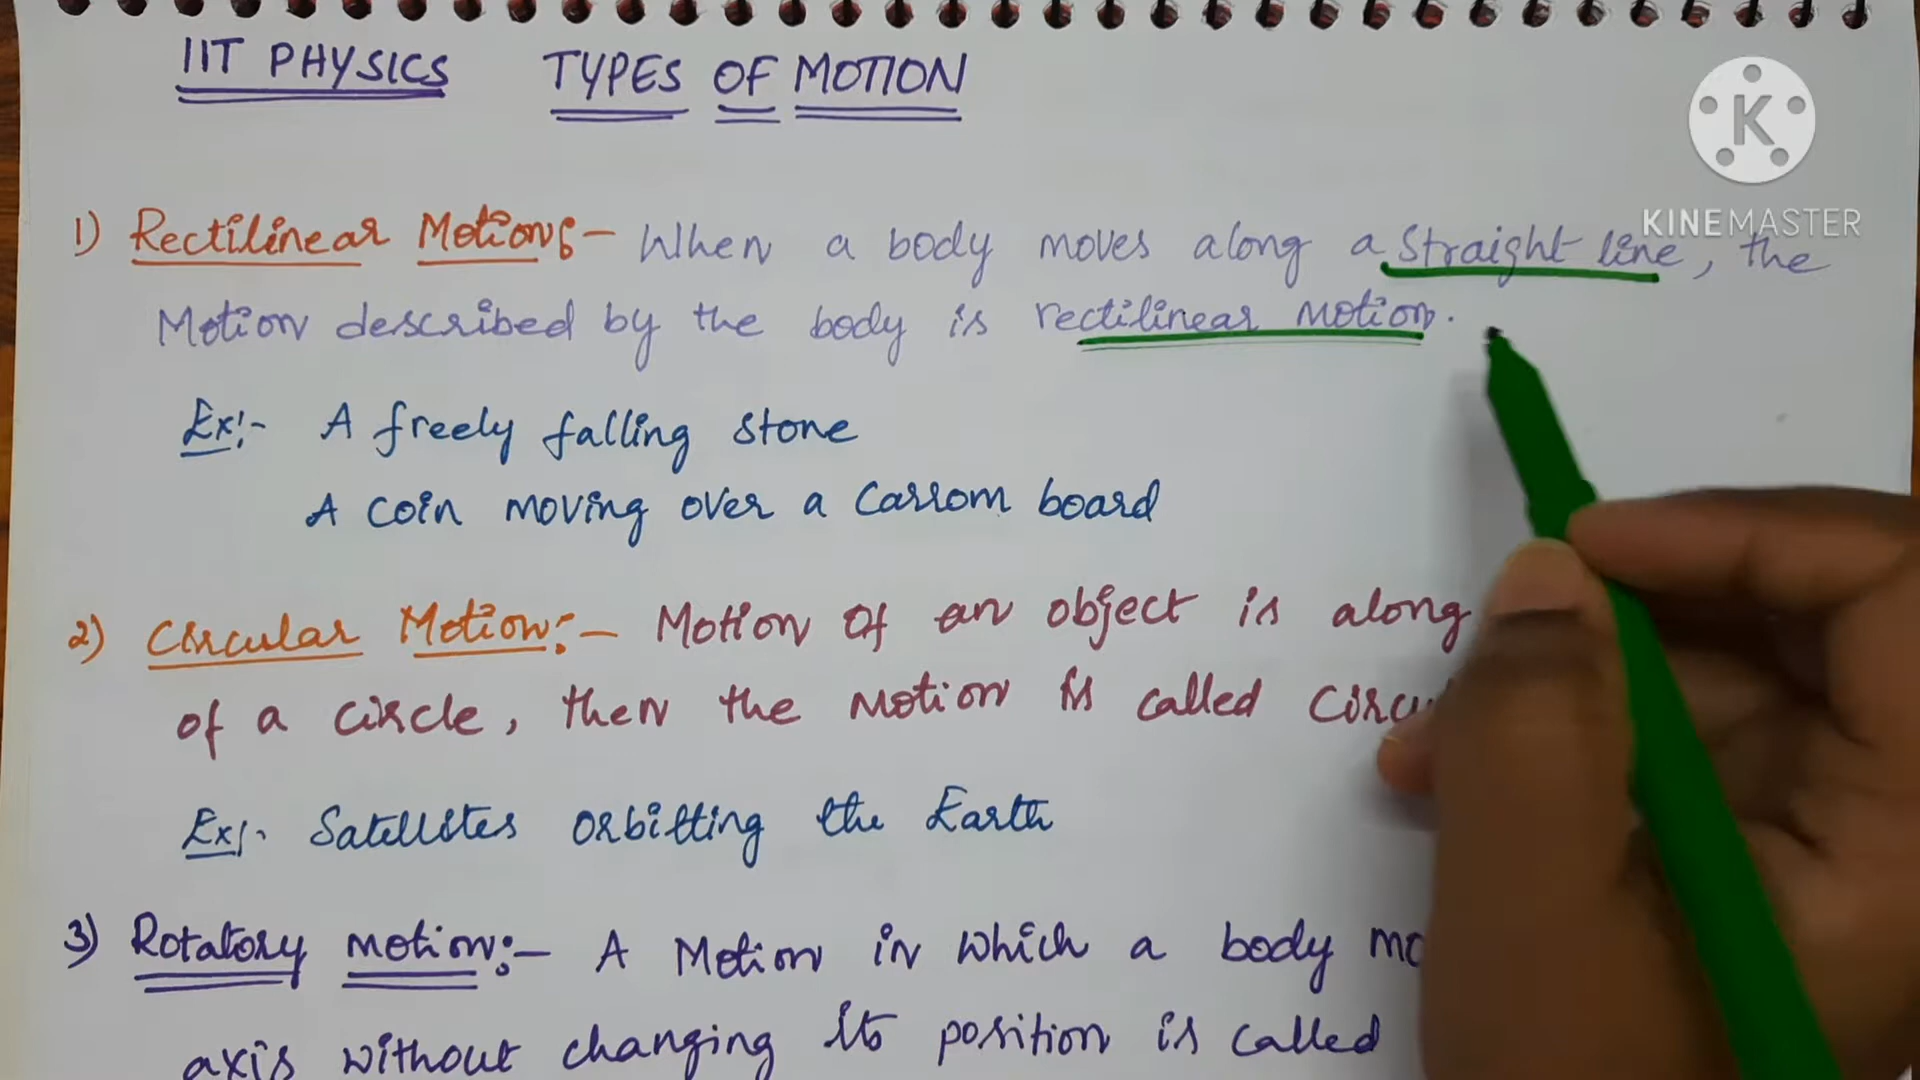 IIT PHYSICS TYPES OF MOTION
K
KINEMASTER
1) Rectilinear Motion:- When a body moves along a straight line, the
Motion described by the body is rectilinear motion.
Ex:- A freely falling stone
A coin moving over a Carrom board
2) Circular Motion:- Motion of an object is along
of a circle, then the motion is called
Ex:- Satellites orbitting the Earth
3) Rotatory motion:- A Motion in which a body
axis without changing its position is called